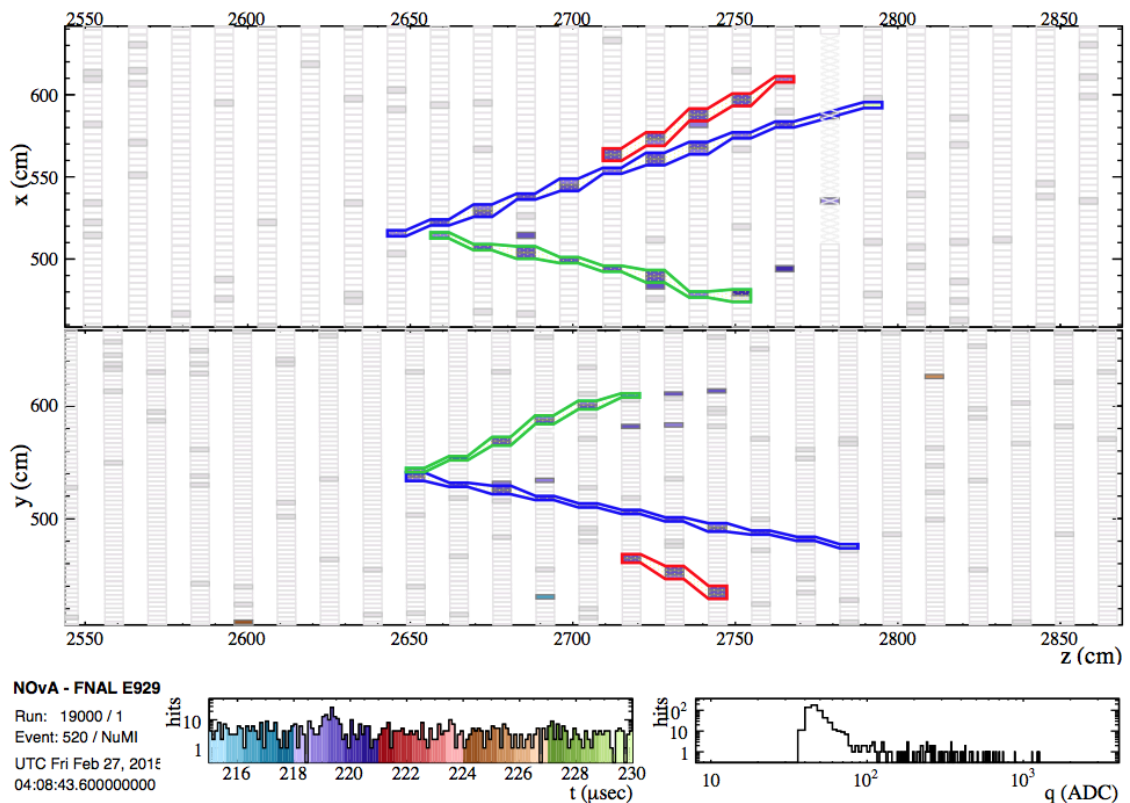 2550 2600 2650 2700 2750 2800 2850
x (cm)
600
550
500
y (cm)
600
500
2550 2600 2650 2700 2750 2800 2850
z (cm)
NOvA - FNAL E929
Run: 19000 / 1
Event: 520 / NuMI
UTC Fri Feb 27, 2015
04:08:43.600000000
hits
10
1
216 218 220 222 224 226 228 230
t (μsec)
hits
10²
10
1
10 10² 10³
q (ADC)